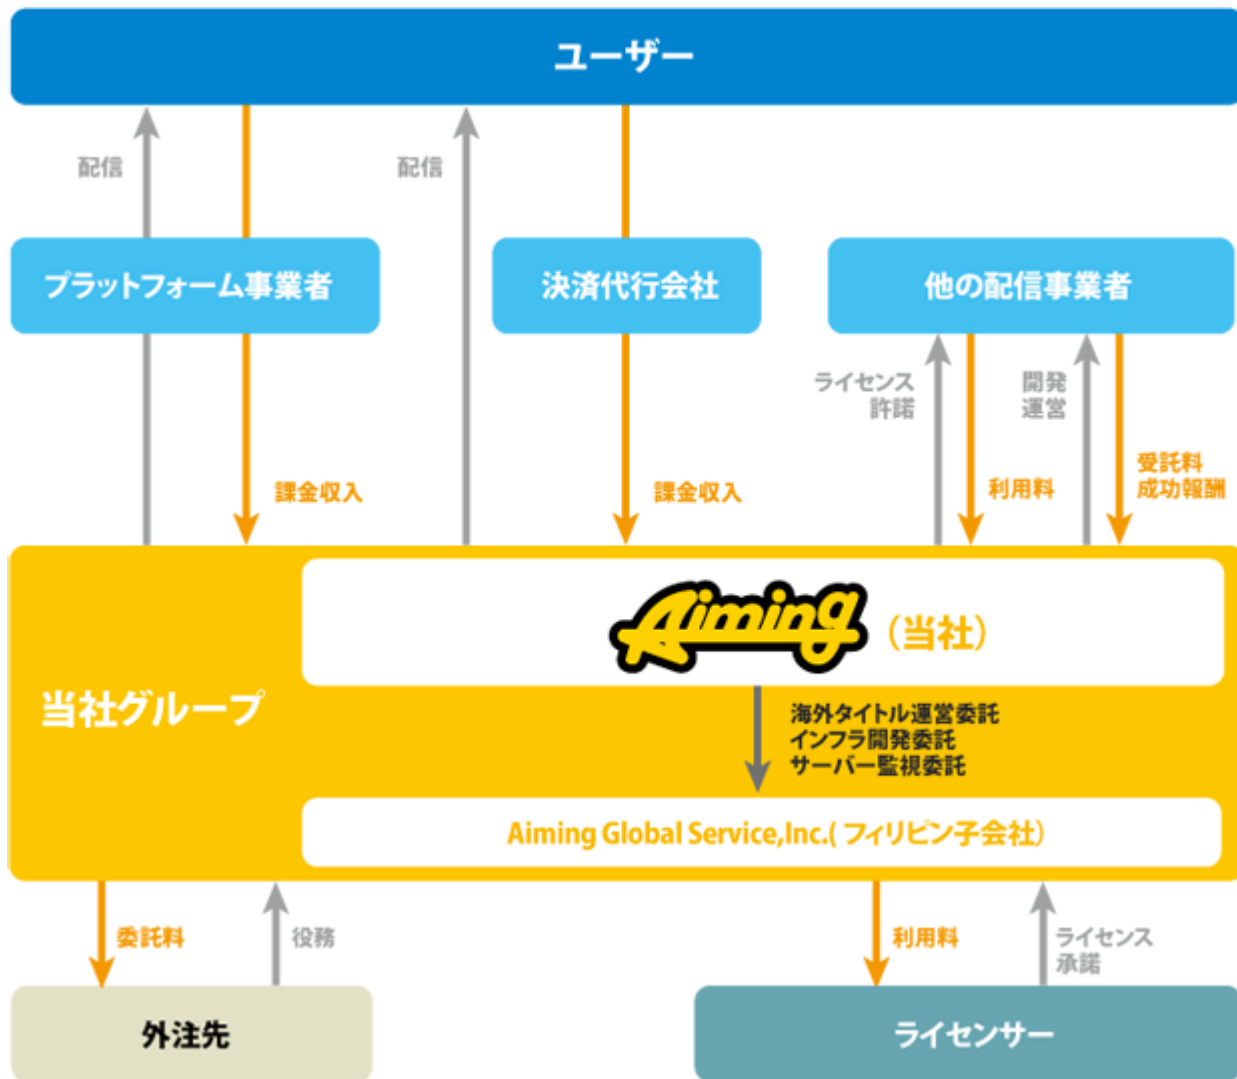 ユーザー
配信
配信
プラットフォーム事業者
決済代行会社
他の配信事業者
ライセンス
許諾
開発
運営
課金収入
課金収入
利用料
受託料
成功報酬
Aiming（当社）
当社グループ
海外タイトル運営委託
インフラ開発委託
サーバー監視委託
Aiming Global Service,Inc.( フィリピン子会社）
委託料
役務
利用料
ライセンス
承諾
外注先
ライセンサー